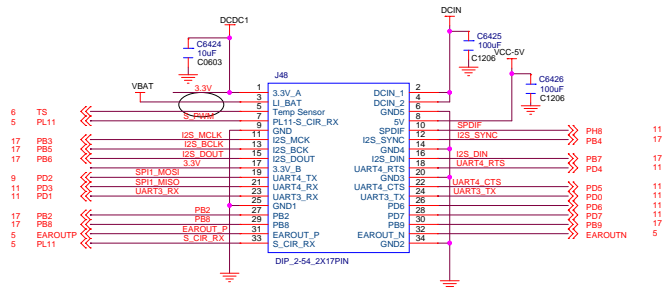 DCDC1
DCIN
C6424
10uF
C0603
C6425
100uF
C1206
VCC-5V
C6426
100uF
C1206
VBAT
J48
3.3V 1 3.3V_A DCIN_1 2
3 LI_BAT DCIN_2 4
6 TS 5 Temp Sensor GND5 6
5 PL11 S_PWM 7 PL11-S_CIR_RX 5V 8
9 GND SPDIF 10 SPDIF PH8 11
17 PB3 I2S_MCLK 11 I2S_MCK I2S_SYNC 12 I2S_SYNC PB4 17
17 PB5 I2S_BCLK 13 I2S_BCK GND4 14
17 PB6 I2S_DOUT 15 I2S_DOUT I2S_DIN 16 I2S_DIN PB7 17
3.3V 17 3.3V_B UART4_RTS 18 UART4_RTS PD4 11
9 PD2 SPI1_MOSI 19 UART4_TX GND3 20
11 PD3 SPI1_MISO 21 UART4_RX UART4_CTS 22 UART4_CTS PD5 11
11 PD1 UART3_RX 23 UART3_RX UART3_TX 24 UART3_TX PD0 11
25 GND1 PD6 26 PD6 11
17 PB2 PB2 27 PB2 PD7 28 PD7 11
17 PB8 PB8 29 PB8 PB9 30 PB9 17
5 EAROUTP EAROUT_P 31 EAROUT_P EAROUT_N 32 EAROUTN 5
5 PL11 S_CIR_RX 33 S_CIR_RX GND2 34
DIP_2-54_2X17PIN